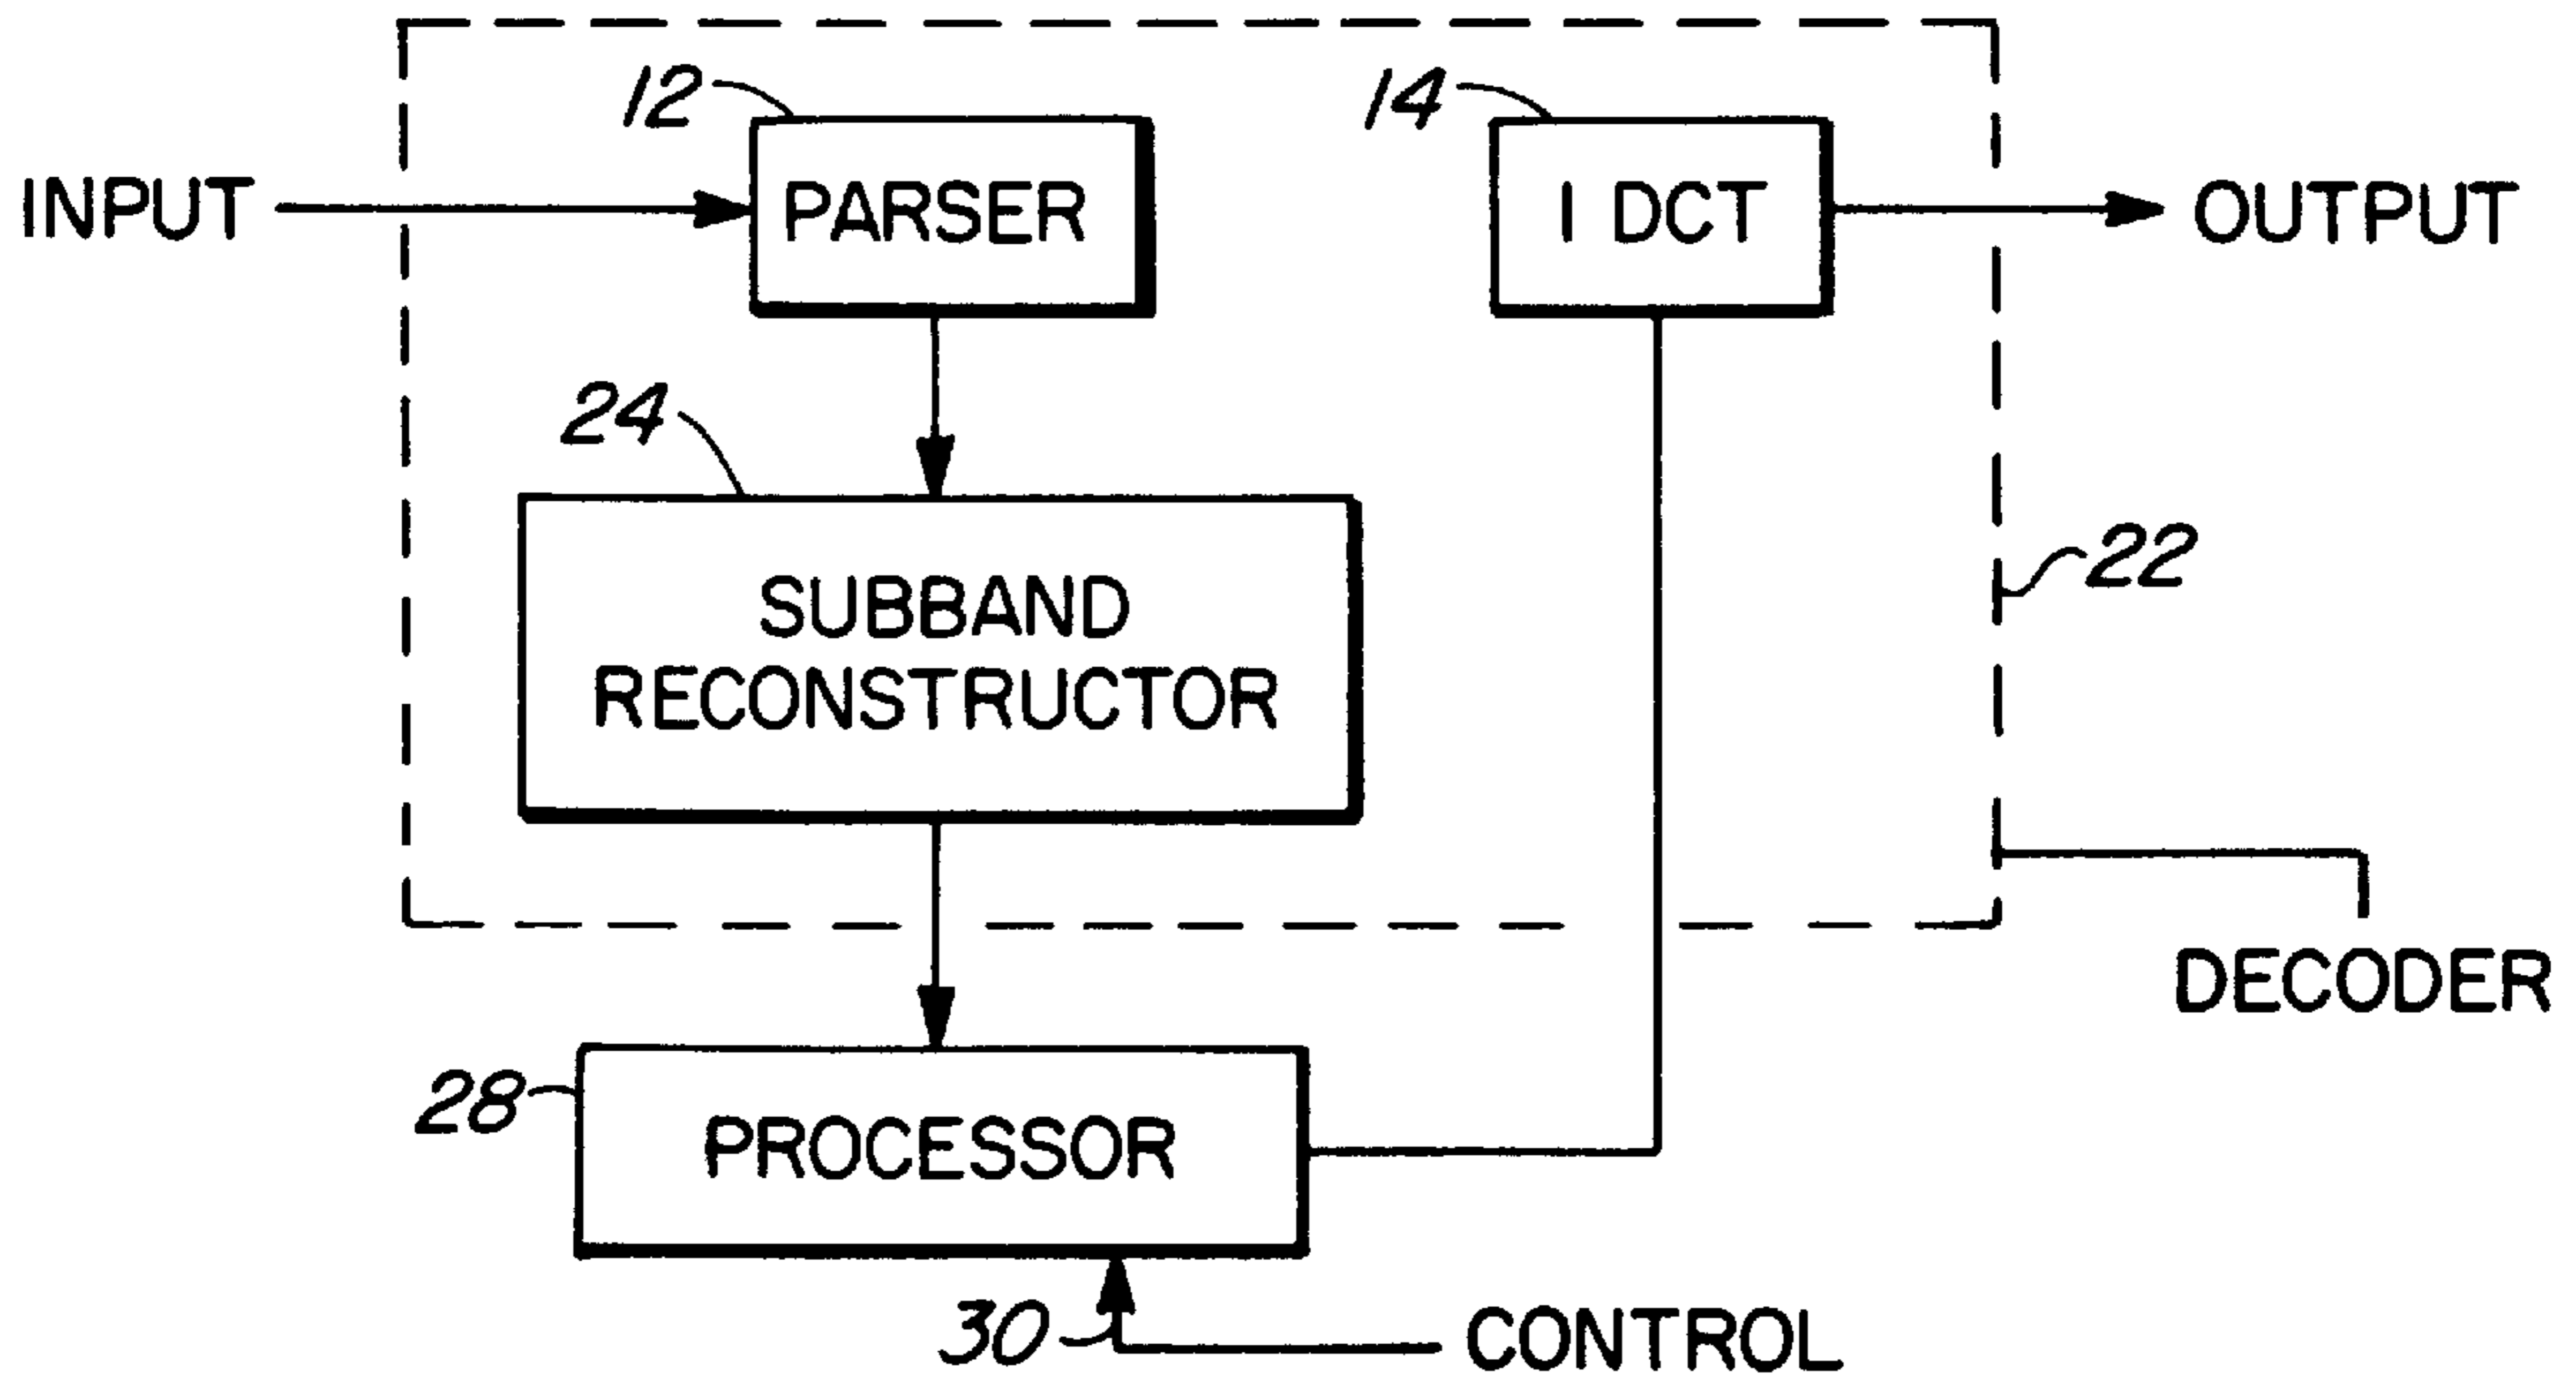 12
14
INPUT
PARSER
I DCT
OUTPUT
24
SUBBAND
RECONSTRUCTOR
22
DECODER
28
PROCESSOR
30
CONTROL